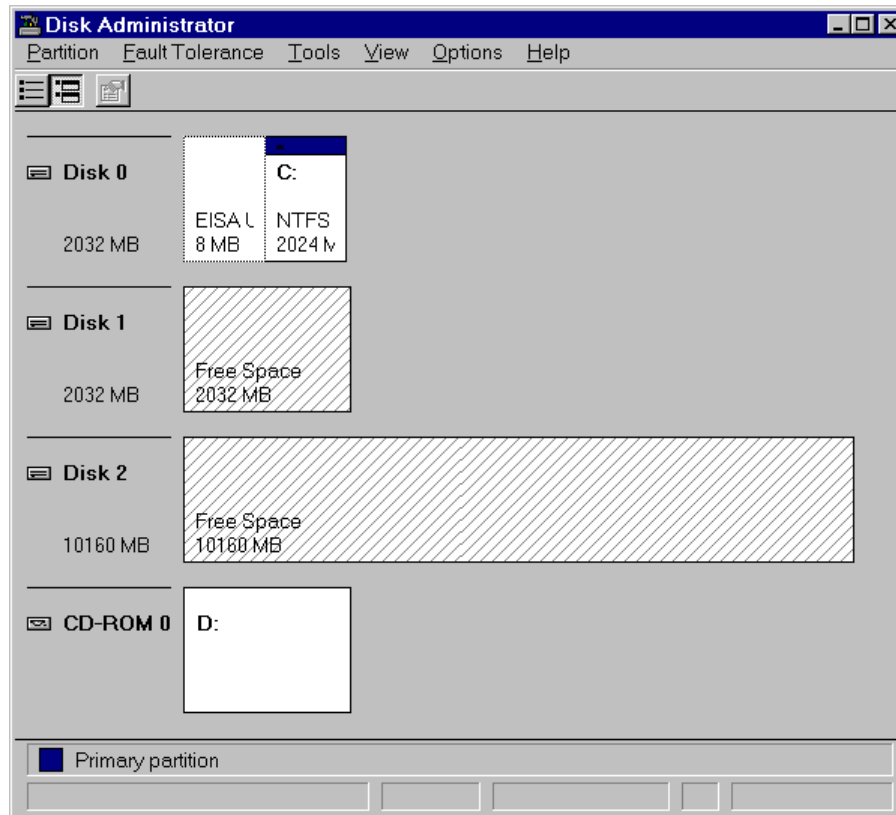 Disk Administrator
Partition Fault Tolerance Tools View Options Help
Disk 0
2032 MB
EISA U
8 MB
C:
NTFS
2024 M
Disk 1
2032 MB
Free Space
2032 MB
Disk 2
10160 MB
Free Space
10160 MB
CD-ROM 0
D:
Primary partition